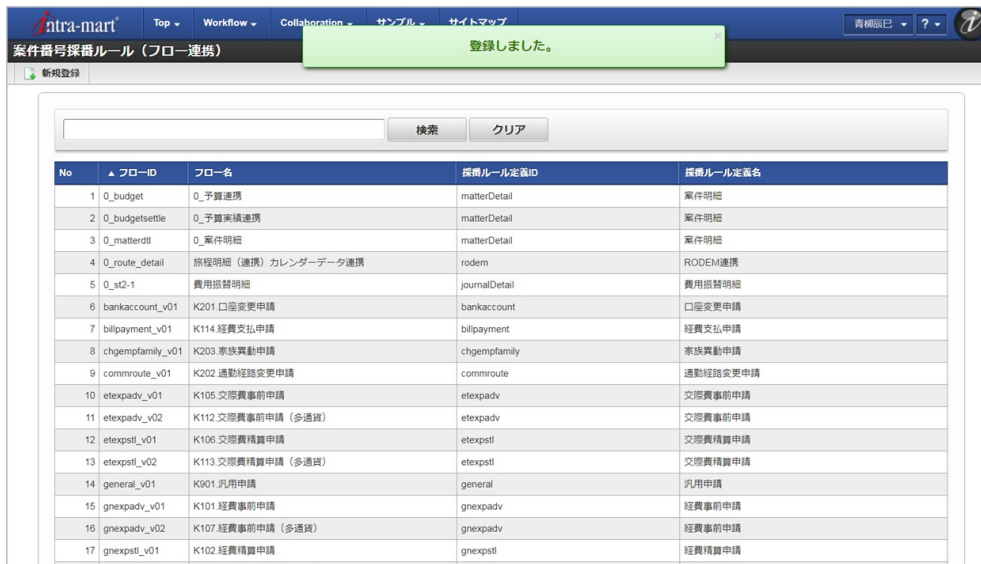 intra-mart Top Workflow Collaboration サンプル サイトマップ 青柳辰巳 ?
登録しました。 ×
案件番号採番ルール（フロー連携）
新規登録
検索 クリア
No ▲ フローID フロー名 採番ルール定義ID 採番ルール定義名
1 0_budget 0_予算連携 matterDetail 案件明細
2 0_budgetsettle 0_予算実績連携 matterDetail 案件明細
3 0_matterdtl 0_案件明細 matterDetail 案件明細
4 0_route_detail 旅程明細（連携）カレンダーデータ連携 rodem RODEM連携
5 0_st2-1 費用振替明細 journalDetail 費用振替明細
6 bankaccount_v01 K201.口座変更申請 bankaccount 口座変更申請
7 billpayment_v01 K114.経費支払申請 billpayment 経費支払申請
8 chgempfamily_v01 K203.家族異動申請 chgempfamily 家族異動申請
9 commroute_v01 K202.通勤経路変更申請 commroute 通勤経路変更申請
10 etexpadv_v01 K105.交際費事前申請 etexpadv 交際費事前申請
11 etexpadv_v02 K112.交際費事前申請（多通貨） etexpadv 交際費事前申請
12 etexpstl_v01 K106.交際費精算申請 etexpstl 交際費精算申請
13 etexpstl_v02 K113.交際費精算申請（多通貨） etexpstl 交際費精算申請
14 general_v01 K901.汎用申請 general 汎用申請
15 gnexpadv_v01 K101.経費事前申請 gnexpadv 経費事前申請
16 gnexpadv_v02 K107.経費事前申請（多通貨） gnexpadv 経費事前申請
17 gnexpstl_v01 K102.経費精算申請 gnexpstl 経費精算申請